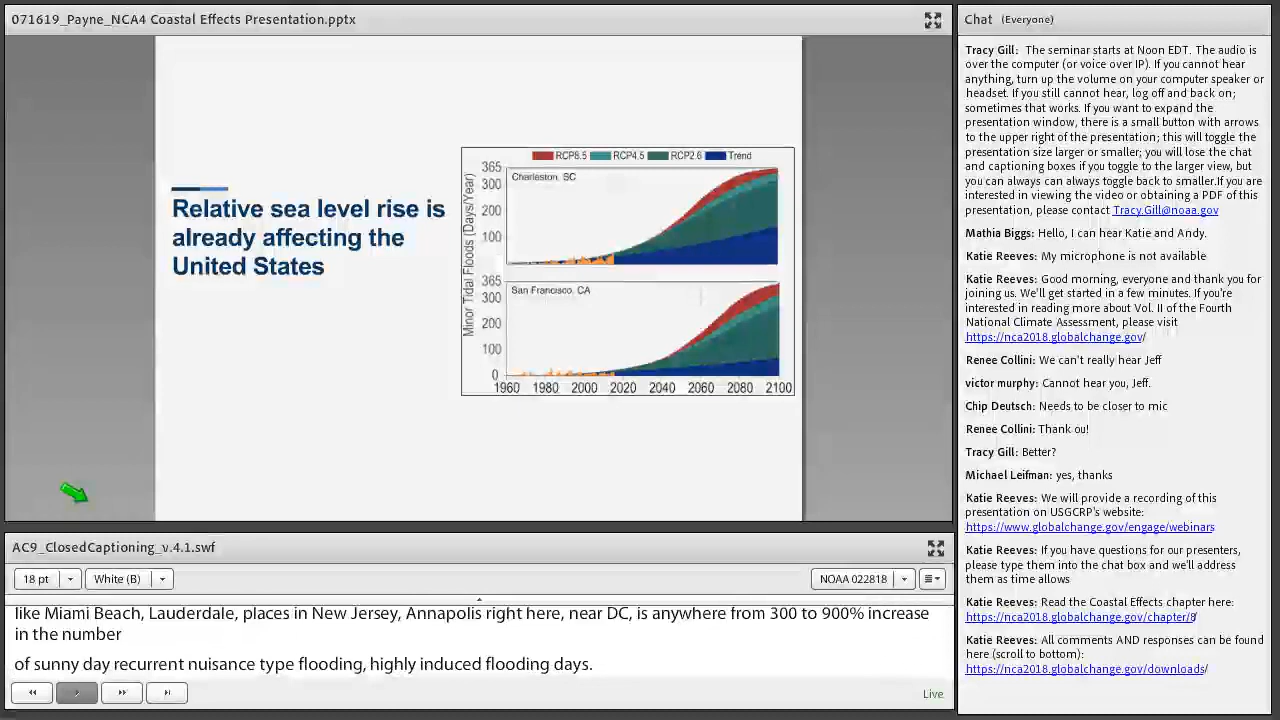 071619_Payne_NCA4 Coastal Effects Presentation.pptx
Relative sea level rise is
already affecting the
United States
RCP8.5 RCP4.5 RCP2.6 Trend
Minor Tidal Floods (Days/Year)
Charleston, SC
365
300
200
100
San Francisco, CA
365
300
200
100
0
1960 1980 2000 2020 2040 2060 2080 2100
AC9_ClosedCaptioning_v.4.1.swf
18 pt White (B) NOAA 022818
like Miami Beach, Lauderdale, places in New Jersey, Annapolis right here, near DC, is anywhere from 300 to 900% increase
in the number
of sunny day recurrent nuisance type flooding, highly induced flooding days.
Live
Chat (Everyone)
Tracy Gill: The seminar starts at Noon EDT. The audio is
over the computer (or voice over IP). If you cannot hear
anything, turn up the volume on your computer speaker or
headset. If you still cannot hear, log off and back on;
sometimes that works. If you want to expand the
presentation window, there is a small button with arrows
to the upper right of the presentation; this will toggle the
presentation size larger or smaller; you will lose the chat
and captioning boxes if you toggle to the larger view, but
you can always can always toggle back to smaller.If you are
interested in viewing the video or obtaining a PDF of this
presentation, please contact Tracy.Gill@noaa.gov
Mathia Biggs: Hello, I can hear Katie and Andy.
Katie Reeves: My microphone is not available
Katie Reeves: Good morning, everyone and thank you for
joining us. We'll get started in a few minutes. If you're
interested in reading more about Vol. II of the Fourth
National Climate Assessment, please visit
https://nca2018.globalchange.gov/
Renee Collini: We can't really hear Jeff
victor murphy: Cannot hear you, Jeff.
Chip Deutsch: Needs to be closer to mic
Renee Collini: Thank ou!
Tracy Gill: Better?
Michael Leifman: yes, thanks
Katie Reeves: We will provide a recording of this
presentation on USGCRP's website:
https://www.globalchange.gov/engage/webinars
Katie Reeves: If you have questions for our presenters,
please type them into the chat box and we'll address
them as time allows
Katie Reeves: Read the Coastal Effects chapter here:
https://nca2018.globalchange.gov/chapter/8/
Katie Reeves: All comments AND responses can be found
here (scroll to bottom):
https://nca2018.globalchange.gov/downloads/